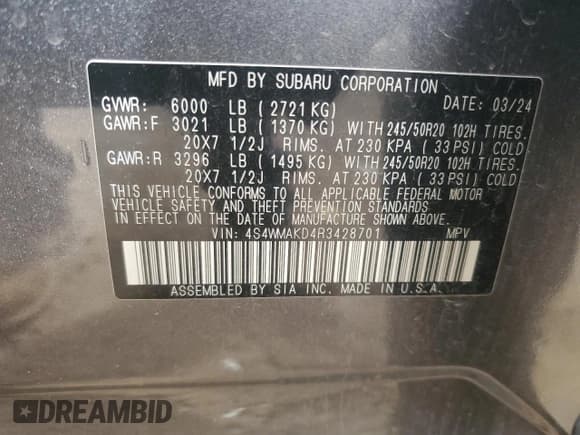 MFD BY SUBARU CORPORATION
GVWR: 6000 LB ( 2721 KG) DATE: 03/24
GAWR:F 3021 LB ( 1370 KG) WITH 245/50R20 102H TIRES.
20X7 1/2J RIMS. AT 230 KPA ( 33 PSI) COLD
GAWR:R 3296 LB ( 1495 KG) WITH 245/50R20 102H TIRES.
20X7 1/2J RIMS. AT 230 KPA ( 33 PSI) COLD
THIS VEHICLE CONFORMS TO ALL APPLICABLE FEDERAL MOTOR
VEHICLE SAFETY AND THEFT PREVENTION STANDARDS
IN EFFECT ON THE DATE OF MANUFACTURE SHOWN ABOVE.
VIN: 4S4WMAKD4R3428701 MPV
ASSEMBLED BY SIA INC. MADE IN U.S.A.
DREAMBID